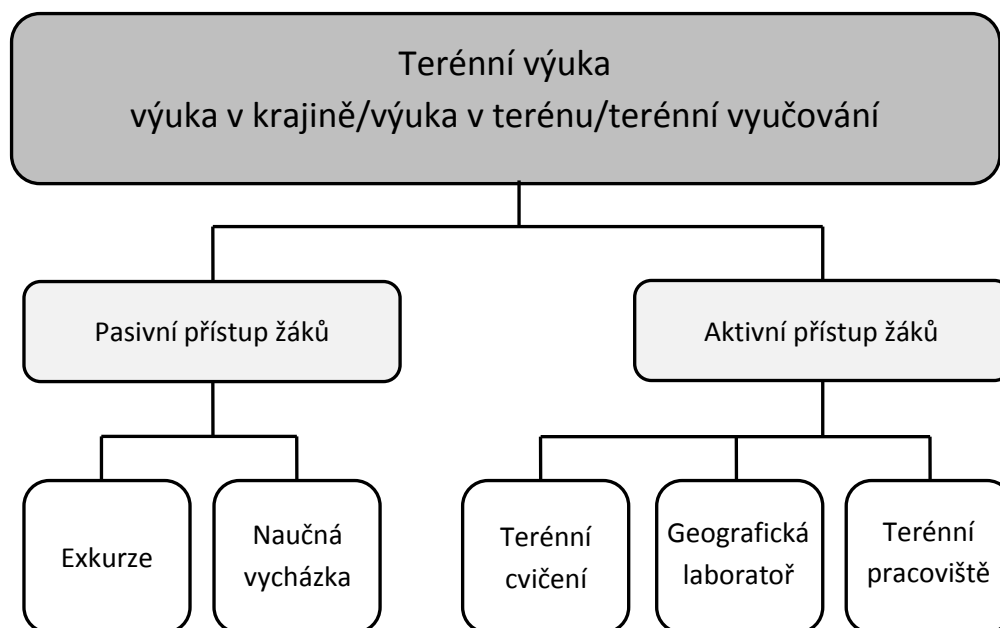 Terénní výuka
výuka v krajině/výuka v terénu/terénní vyučování
Pasivní přístup žáků
Aktivní přístup žáků
Exkurze
Naučná
vycházka
Terénní
cvičení
Geografická
laboratoř
Terénní
pracoviště